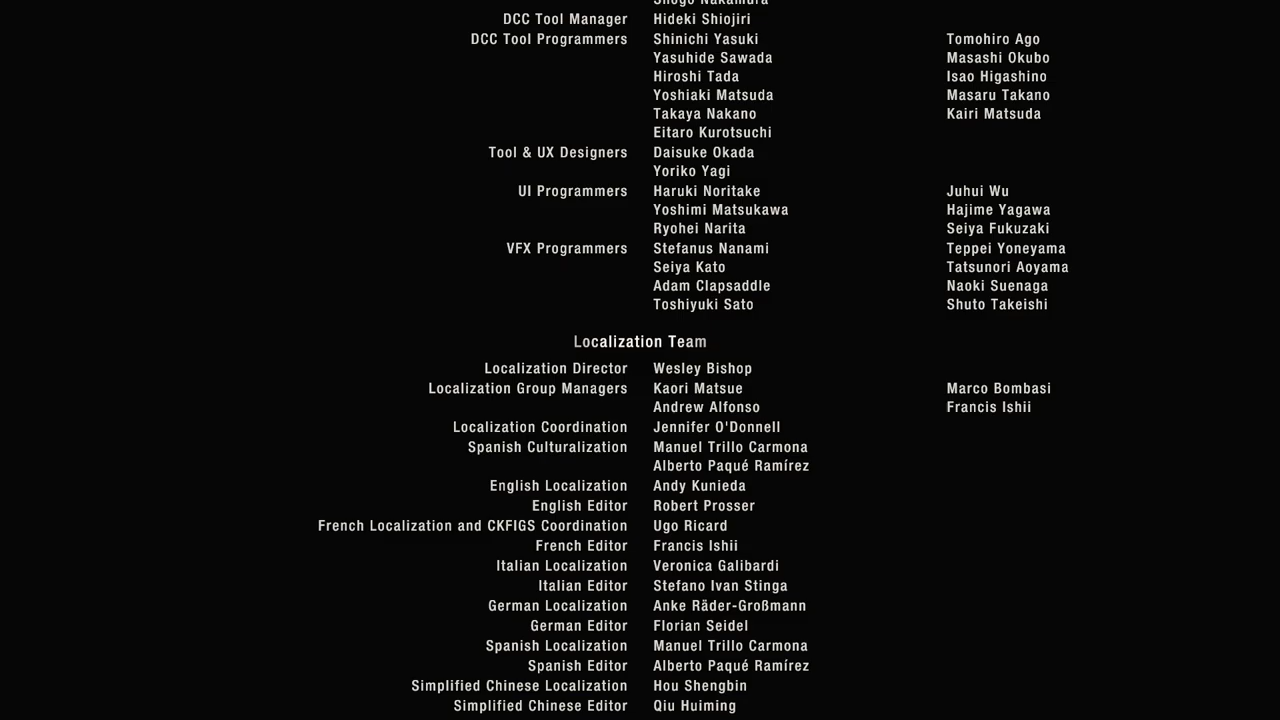 Shogo Nakamura
DCC Tool Manager Hideki Shiojiri
DCC Tool Programmers Shinichi Yasuki Tomohiro Ago
Yasuhide Sawada Masashi Okubo
Hiroshi Tada Isao Higashino
Yoshiaki Matsuda Masaru Takano
Takaya Nakano Kairi Matsuda
Eitaro Kurotsuchi
Tool & UX Designers Daisuke Okada
Yoriko Yagi
UI Programmers Haruki Noritake Juhui Wu
Yoshimi Matsukawa Hajime Yagawa
Ryohei Narita Seiya Fukuzaki
VFX Programmers Stefanus Nanami Teppei Yoneyama
Seiya Kato Tatsunori Aoyama
Adam Clapsaddle Naoki Suenaga
Toshiyuki Sato Shuto Takeishi
Localization Team
Localization Director Wesley Bishop
Localization Group Managers Kaori Matsue Marco Bombasi
Andrew Alfonso Francis Ishii
Localization Coordination Jennifer O'Donnell
Spanish Culturalization Manuel Trillo Carmona
Alberto Paqué Ramírez
English Localization Andy Kunieda
English Editor Robert Prosser
French Localization and CKFIGS Coordination Ugo Ricard
French Editor Francis Ishii
Italian Localization Veronica Galibardi
Italian Editor Stefano Ivan Stinga
German Localization Anke Räder-Großmann
German Editor Florian Seidel
Spanish Localization Manuel Trillo Carmona
Spanish Editor Alberto Paqué Ramírez
Simplified Chinese Localization Hou Shengbin
Simplified Chinese Editor Qiu Huiming